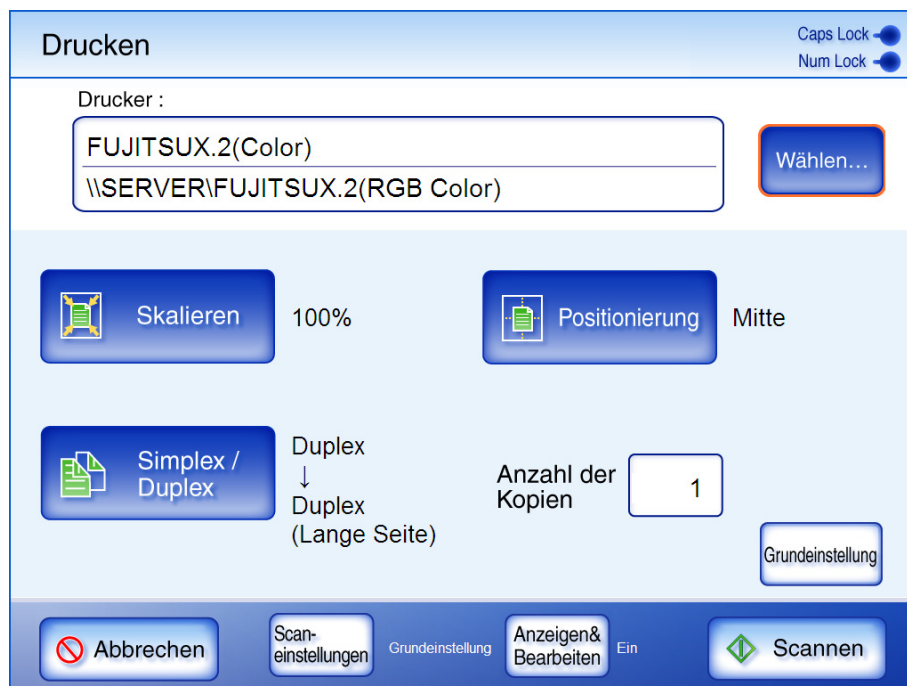 Drucken
Caps Lock
Num Lock
Drucker :
FUJITSUX.2(Color)
\\SERVER\FUJITSUX.2(RGB Color)
Wählen...
Skalieren
100%
Positionierung
Mitte
Simplex /
Duplex
Duplex
↓
Duplex
(Lange Seite)
Anzahl der
Kopien
1
Grundeinstellung
Abbrechen
Scan-
einstellungen
Grundeinstellung
Anzeigen&
Bearbeiten
Ein
Scannen